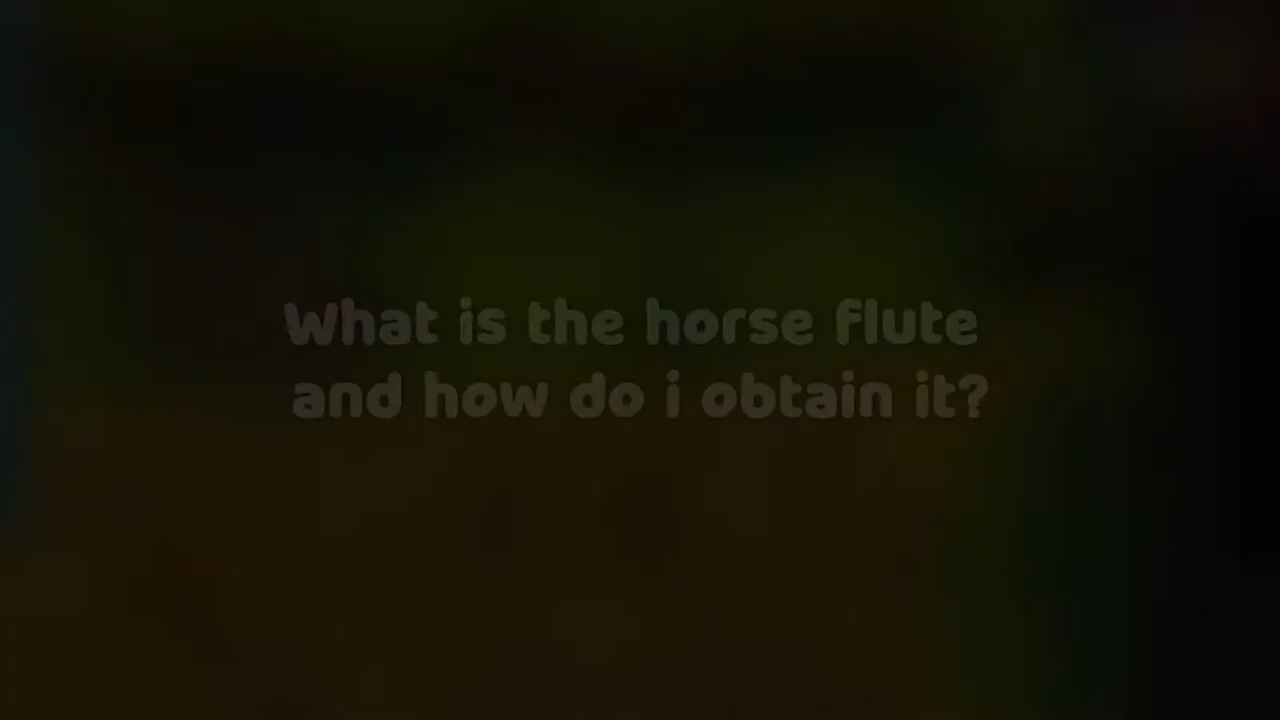 What is the horse flute
and how do i obtain it?